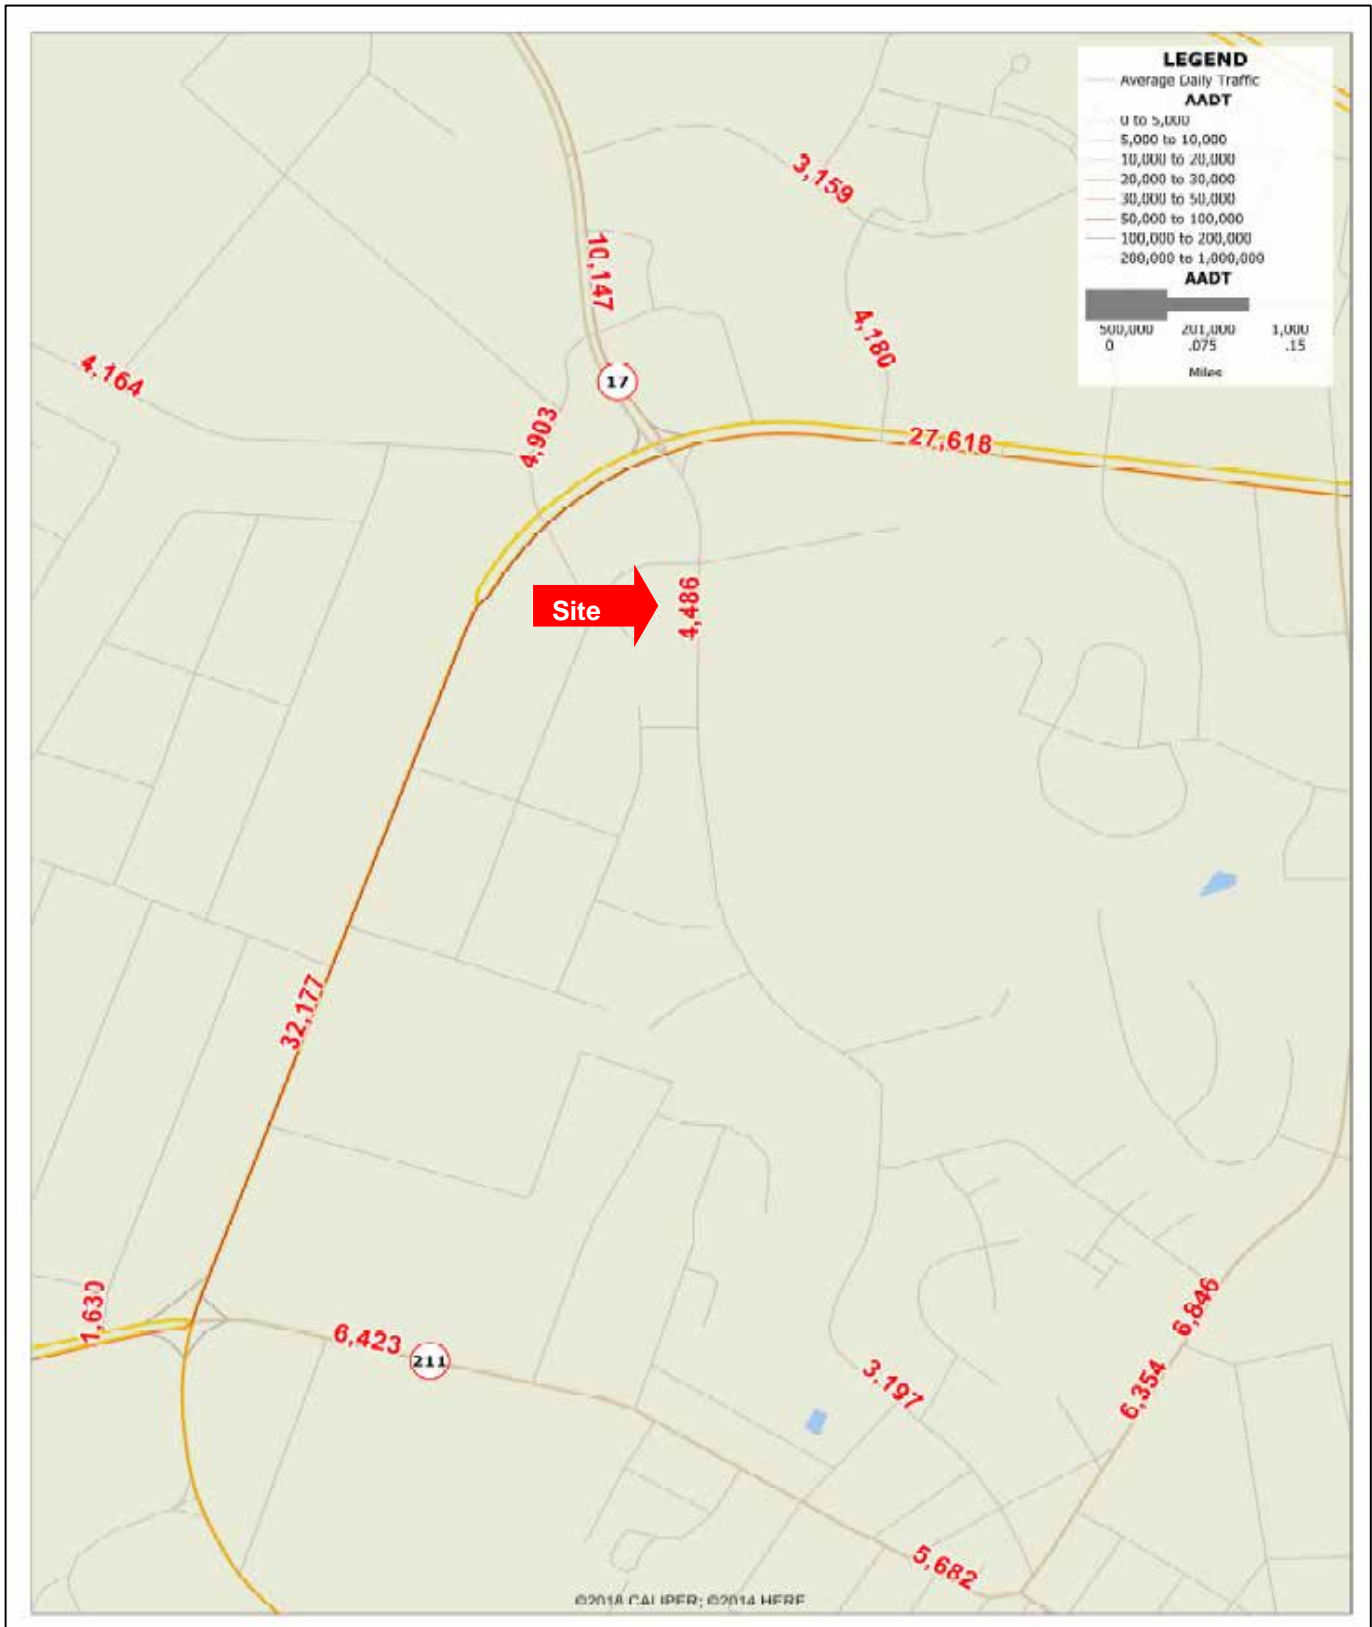 LEGEND
Average Daily Traffic
AADT
0 to 5,000
5,000 to 10,000
10,000 to 20,000
20,000 to 30,000
30,000 to 50,000
50,000 to 100,000
100,000 to 200,000
200,000 to 1,000,000
AADT
500,000 201,000 1,000
0 .075 .15
Miles
3,159
10,147
4,180
4,164
17
4,903
27,618
Site
4,486
32,177
1,630
6,423
211
3,197
6,846
6,354
5,682
©2018 CALIPER; ©2014 HERE